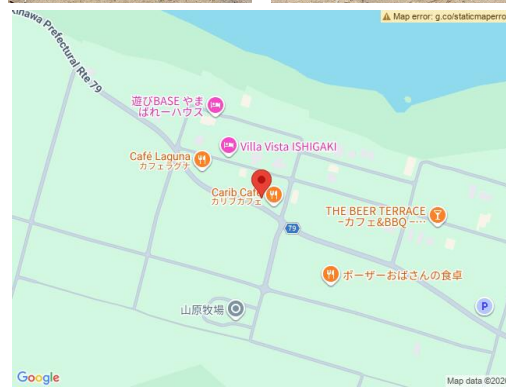 Map error: g.co/staticmaperro
inawa Prefectural Rte 79
遊びBASE やま
ばれーハウス
Villa Vista ISHIGAKI
Café Laguna
カフェラグナ
Carib Café
カリブカフェ
THE BEER TERRACE
-カフェ&BBQ-…
79
ポーザーおばさんの食卓
山原牧場
P
Google
Map data ©2026